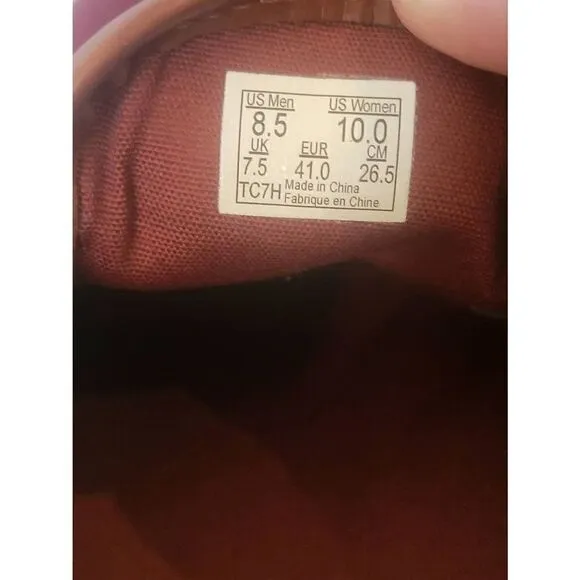 US Men US Women
8.5 10.0
UK EUR CM
7.5 41.0 26.5
TC7H Made in China
Fabrique en Chine